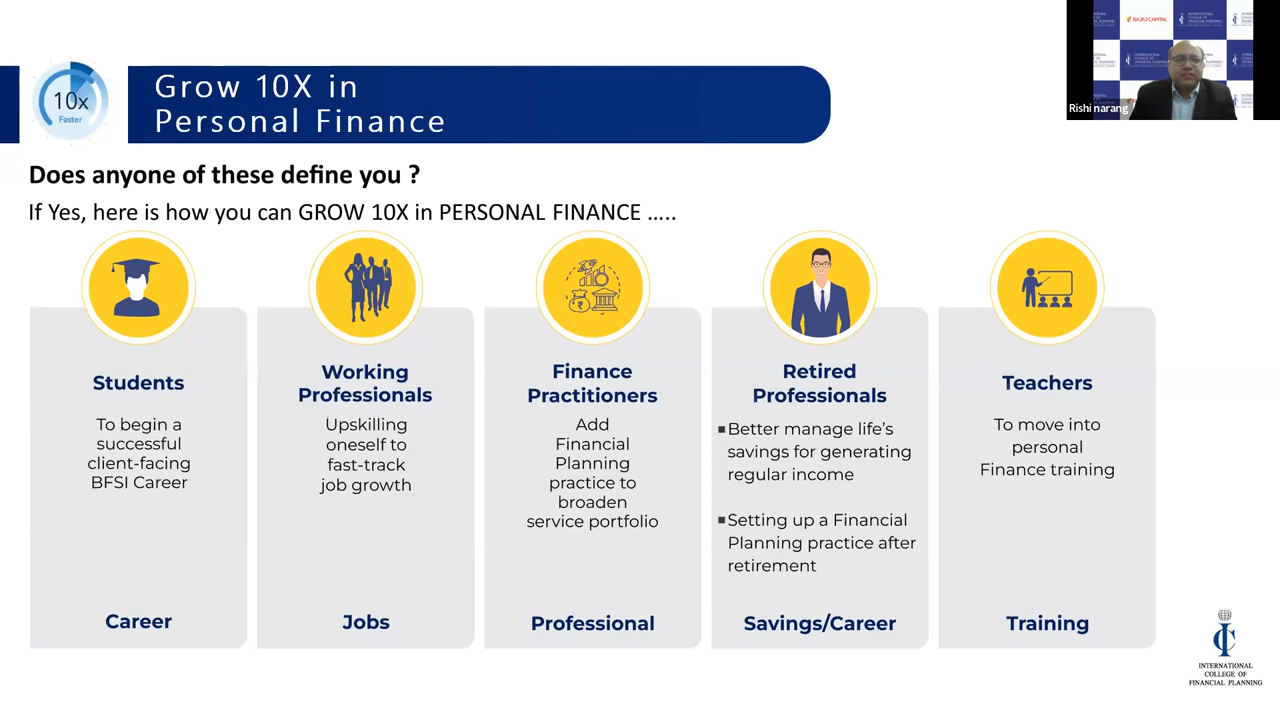 10x
Faster
Grow 10X in
Personal Finance
BAJAJ CAPITAL
Rishi narang
Does anyone of these define you ?
If Yes, here is how you can GROW 10X in PERSONAL FINANCE …..
Students
To begin a
successful
client-facing
BFSI Career
Career
Working
Professionals
Upskilling
oneself to
fast-track
job growth
Jobs
Finance
Practitioners
Add
Financial
Planning
practice to
broaden
service portfolio
Professional
Retired
Professionals
▪Better manage life’s
savings for generating
regular income
▪Setting up a Financial
Planning practice after
retirement
Savings/Career
Teachers
To move into
personal
Finance training
Training
INTERNATIONAL
COLLEGE OF
FINANCIAL PLANNING